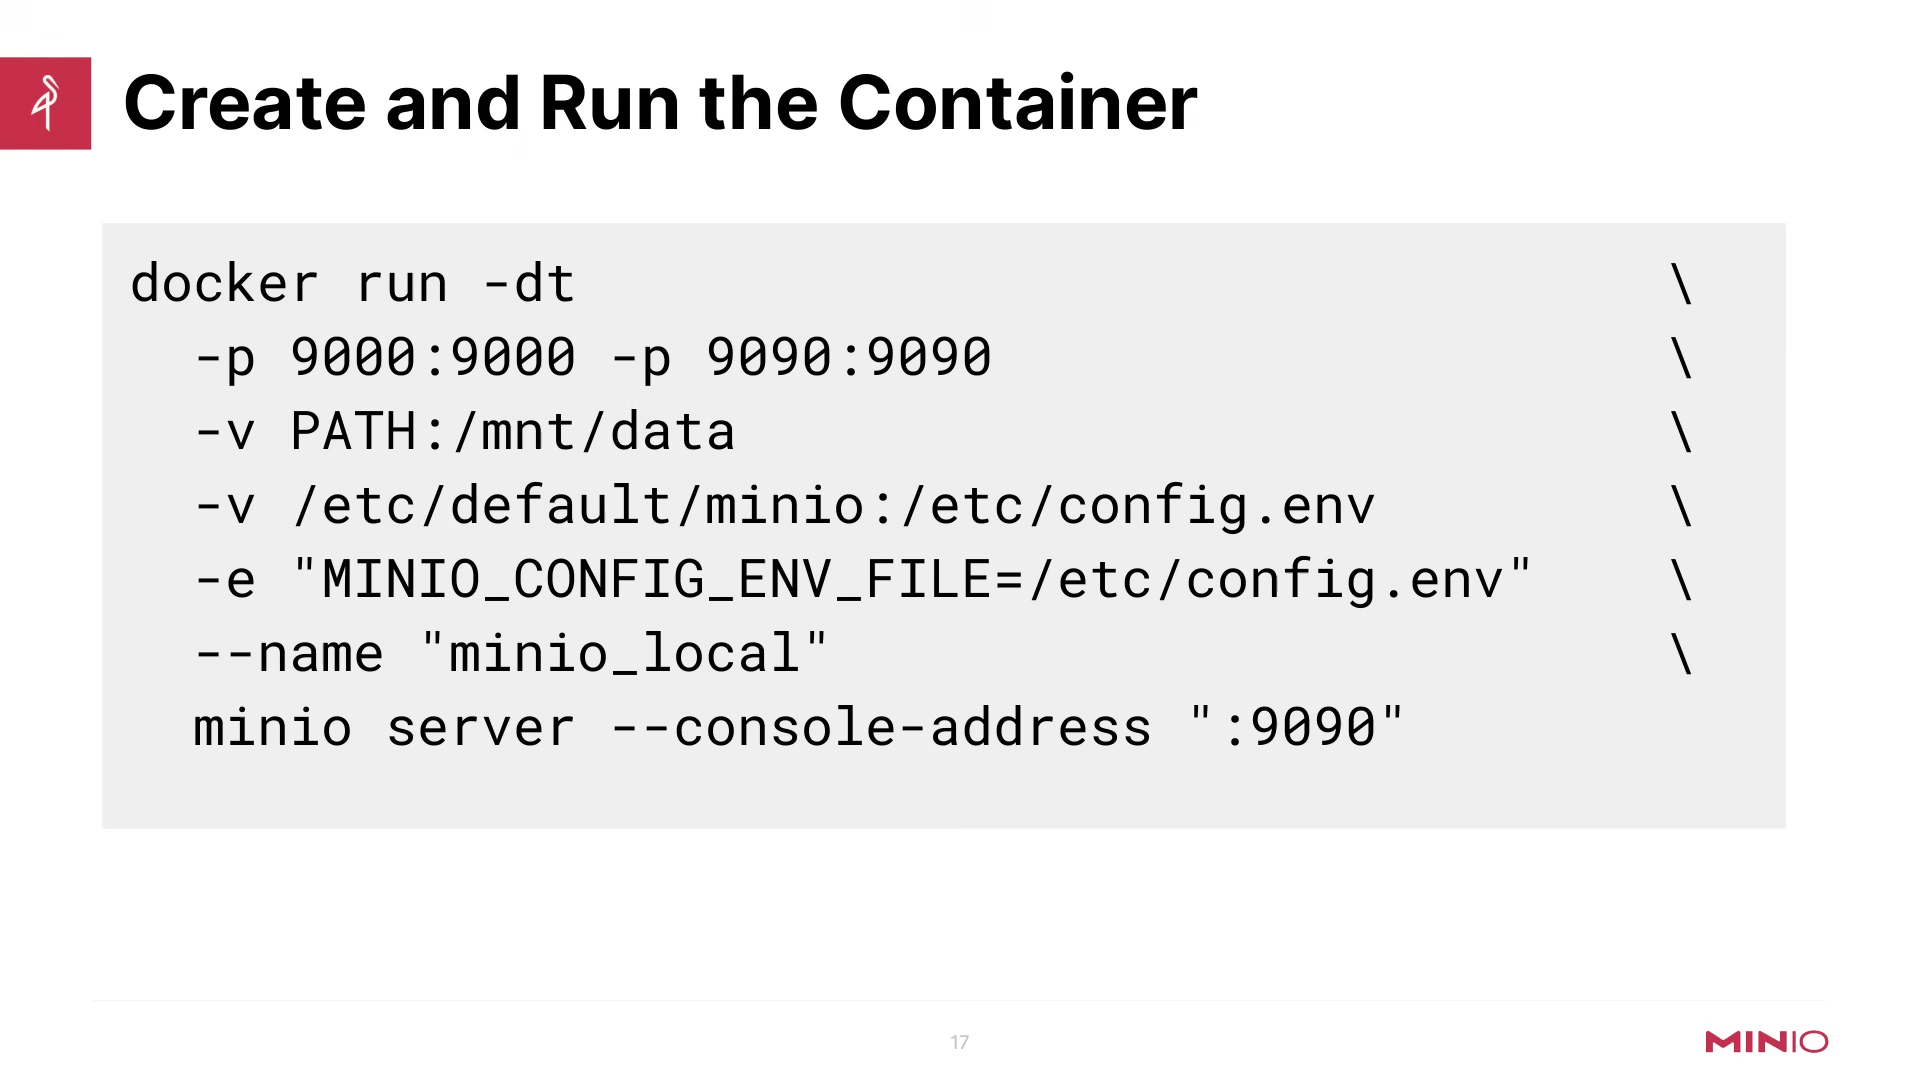 Create and Run the Container
docker run -dt \
-p 9000:9000 -p 9090:9090 \
-v PATH:/mnt/data \
-v /etc/default/minio:/etc/config.env \
-e "MINIO_CONFIG_ENV_FILE=/etc/config.env" \
--name "minio_local" \
minio server --console-address ":9090"
17
MINIO